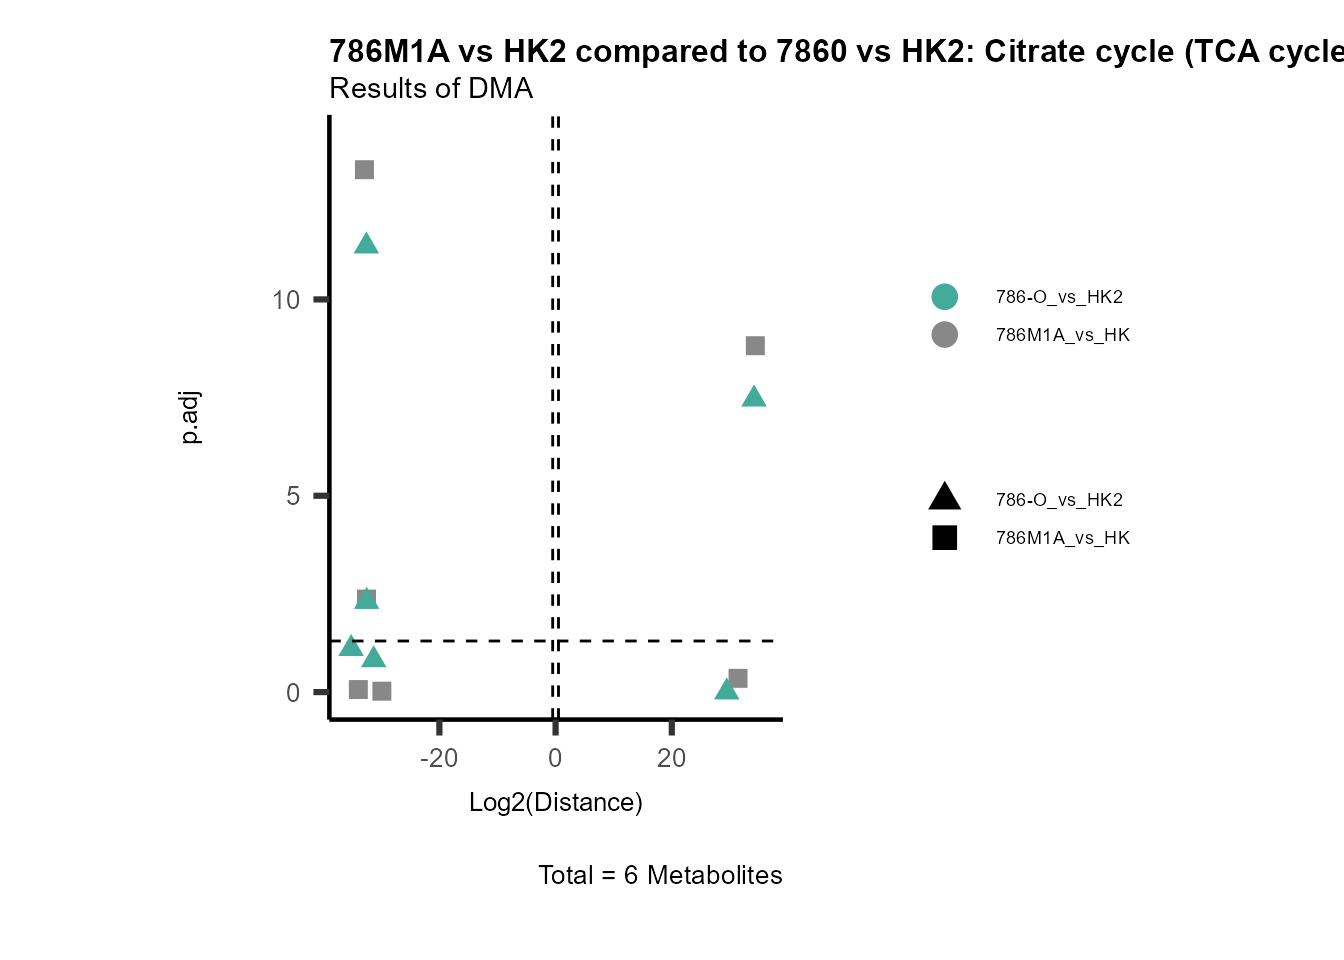 786M1A vs HK2 compared to 7860 vs HK2: Citrate cycle (TCA cycle
Results of DMA
10
5
0
p.adj
-20 0 20
Log2(Distance)
Total = 6 Metabolites
786-O_vs_HK2
786M1A_vs_HK
786-O_vs_HK2
786M1A_vs_HK